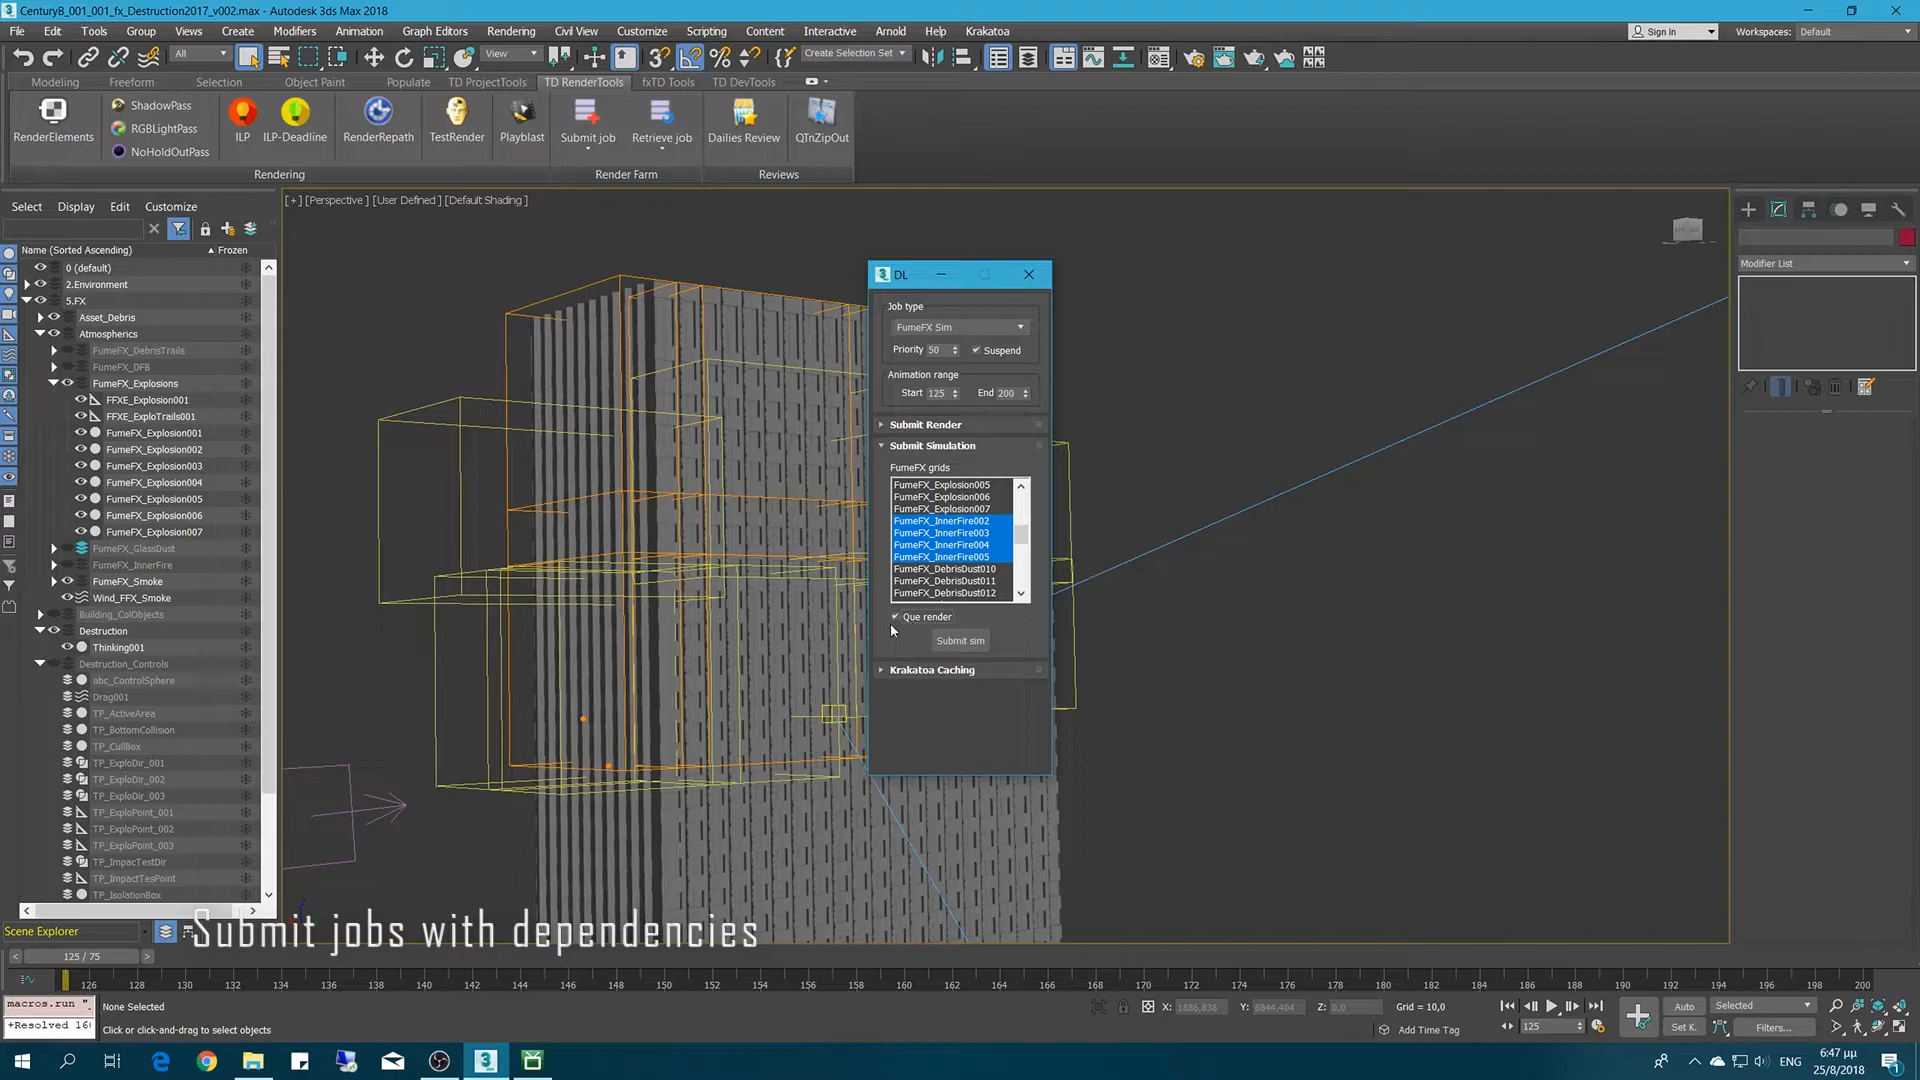 CenturyB_001_001_fx_Destruction2017_v002.max - Autodesk 3ds Max 2018
File Edit Tools Group Views Create Modifiers Animation Graph Editors Rendering Civil View Customize Scripting Content Interactive Arnold Help Krakatoa
Sign In Workspaces: Default
All View Create Selection Set
Modeling Freeform Selection Object Paint Populate TD ProjectTools TD RenderTools fxTD Tools TD DevTools
RenderElements ShadowPass RGBLightPass NoHoldOutPass ILP ILP-Deadline RenderRepath TestRender Playblast Submit job Retrieve job Dailies Review QTnZipOut
Rendering Render Farm Reviews
Select Display Edit Customize
[+] [Perspective ] [User Defined ] [Default Shading ]
Name (Sorted Ascending) Frozen
0 (default)
2.Environment
5.FX
Asset_Debris
Atmospherics
FumeFX_DebrisTrails
FumeFX_DFB
FumeFX_Explosions
FFXE_Explosion001
FFXE_ExploTrails001
FumeFX_Explosion001
FumeFX_Explosion002
FumeFX_Explosion003
FumeFX_Explosion004
FumeFX_Explosion005
FumeFX_Explosion006
FumeFX_Explosion007
FumeFX_GlassDust
FumeFX_InnerFire
FumeFX_Smoke
Wind_FFX_Smoke
Building_ColObjects
Destruction
Thinking001
Destruction_Controls
abc_ControlSphere
Drag001
TP_ActiveArea
TP_BottomCollision
TP_CullBox
TP_ExploDir_001
TP_ExploDir_002
TP_ExploDir_003
TP_ExploPoint_001
TP_ExploPoint_002
TP_ExploPoint_003
TP_ImpacTestDir
TP_ImpactTesPoint
TP_IsolationBox
Scene Explorer
DL
Job type
FumeFX Sim
Priority 50 Suspend
Animation range
Start 125 End 200
Submit Render
Submit Simulation
FumeFX grids
FumeFX_Explosion005
FumeFX_Explosion006
FumeFX_Explosion007
FumeFX_InnerFire002
FumeFX_InnerFire003
FumeFX_InnerFire004
FumeFX_InnerFire005
FumeFX_DebrisDust010
FumeFX_DebrisDust011
FumeFX_DebrisDust012
Que render
Submit sim
Krakatoa Caching
Modifier List
Submit jobs with dependencies
125 / 75
126 128 130 132 134 136 138 140 142 144 146 148 150 152 154 156 158 160 162 164 166 168 170 172 174 176 178 180 182 184 186 188 190 192 194 196 198 200
macros.run "
+Resolved 16
None Selected
Click or click-and-drag to select objects
X: 1886,838 Y: 6844,404 Z: 0,0 Grid = 10,0
Add Time Tag
125
Auto Selected
Set K. Filters...
ENG
6:47 μμ
25/8/2018